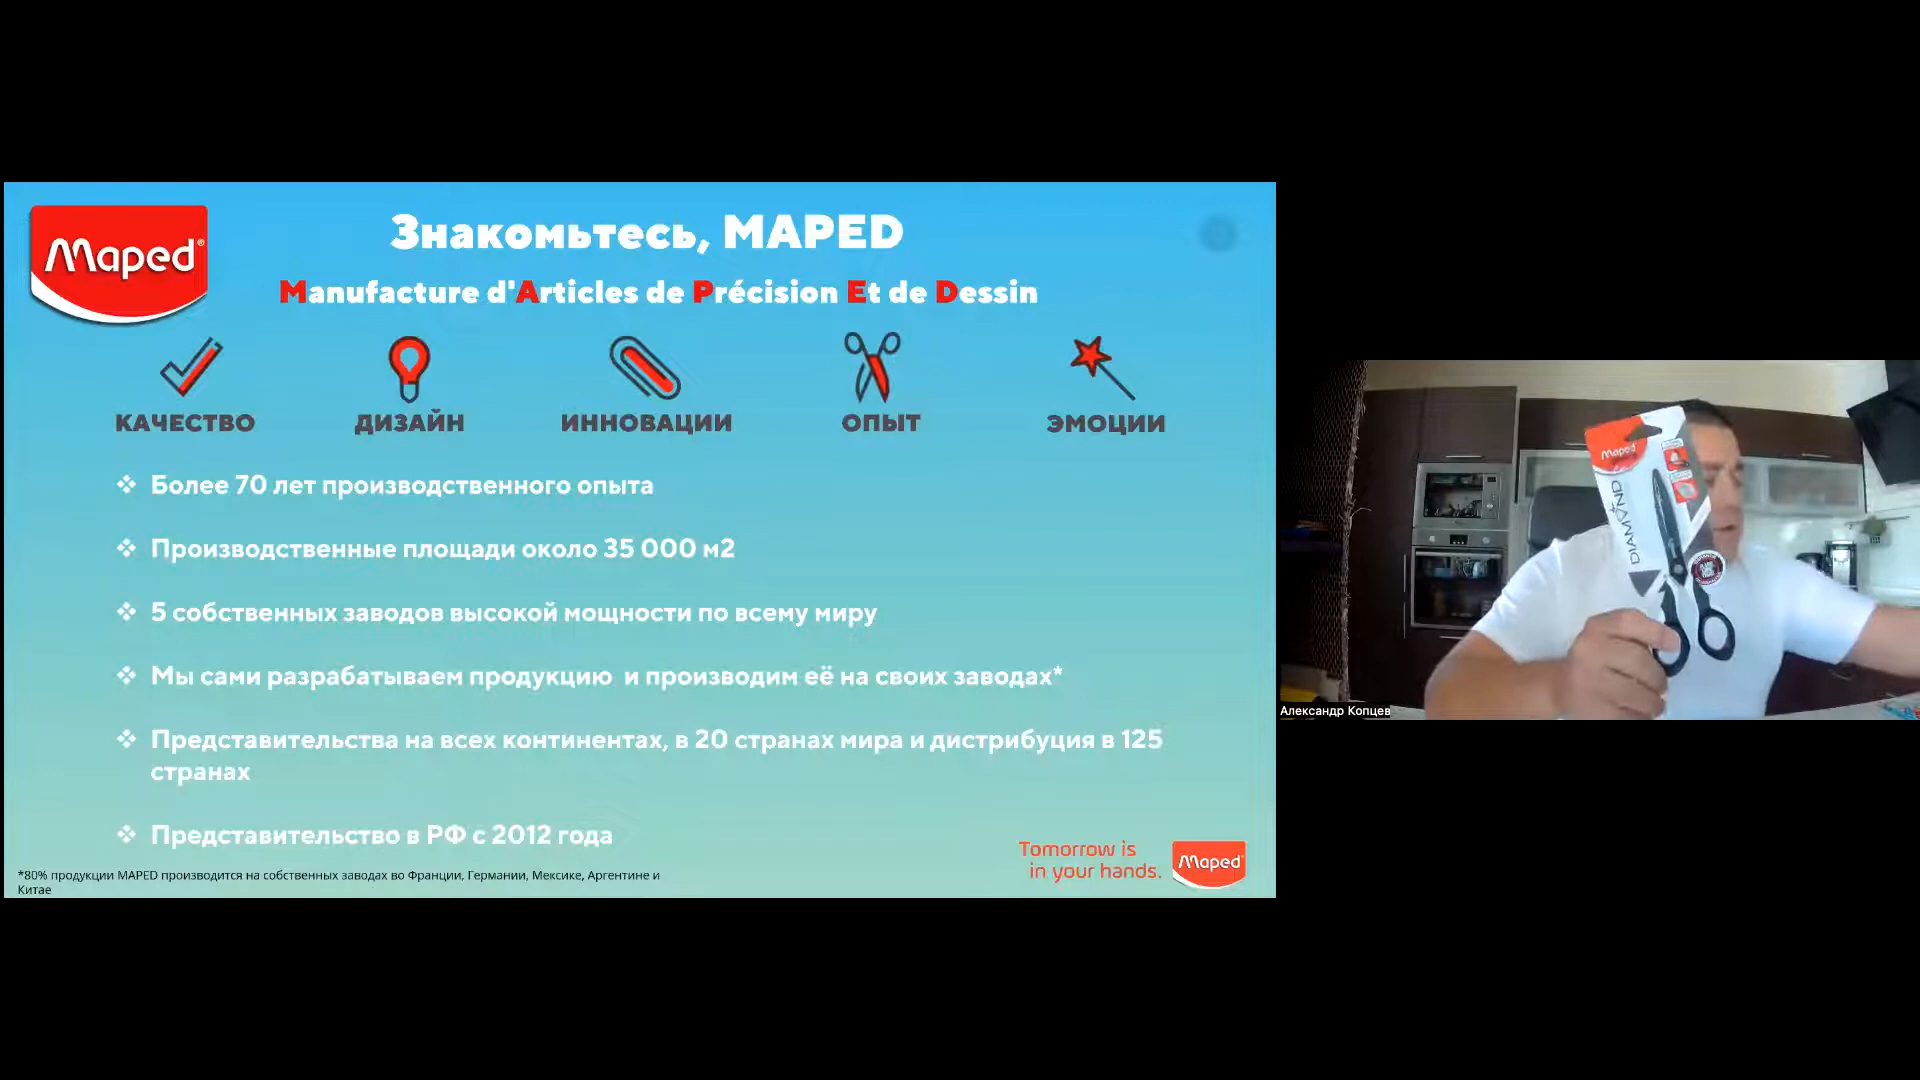 Maped®
Знакомьтесь, MAPED
Manufacture d'Articles de Précision Et de Dessin
КАЧЕСТВО
ДИЗАЙН
ИННОВАЦИИ
ОПЫТ
ЭМОЦИИ
Более 70 лет производственного опыта
Производственные площади около 35 000 м2
5 собственных заводов высокой мощности по всему миру
Мы сами разрабатываем продукцию и производим её на своих заводах*
Представительства на всех континентах, в 20 странах мира и дистрибуция в 125
странах
Представительство в РФ с 2012 года
*80% продукции MAPED производится на собственных заводах во Франции, Германии, Мексике, Аргентине и
Китае
Tomorrow is
in your hands.
Maped
Maped
DIAMOND
Александр Копцев